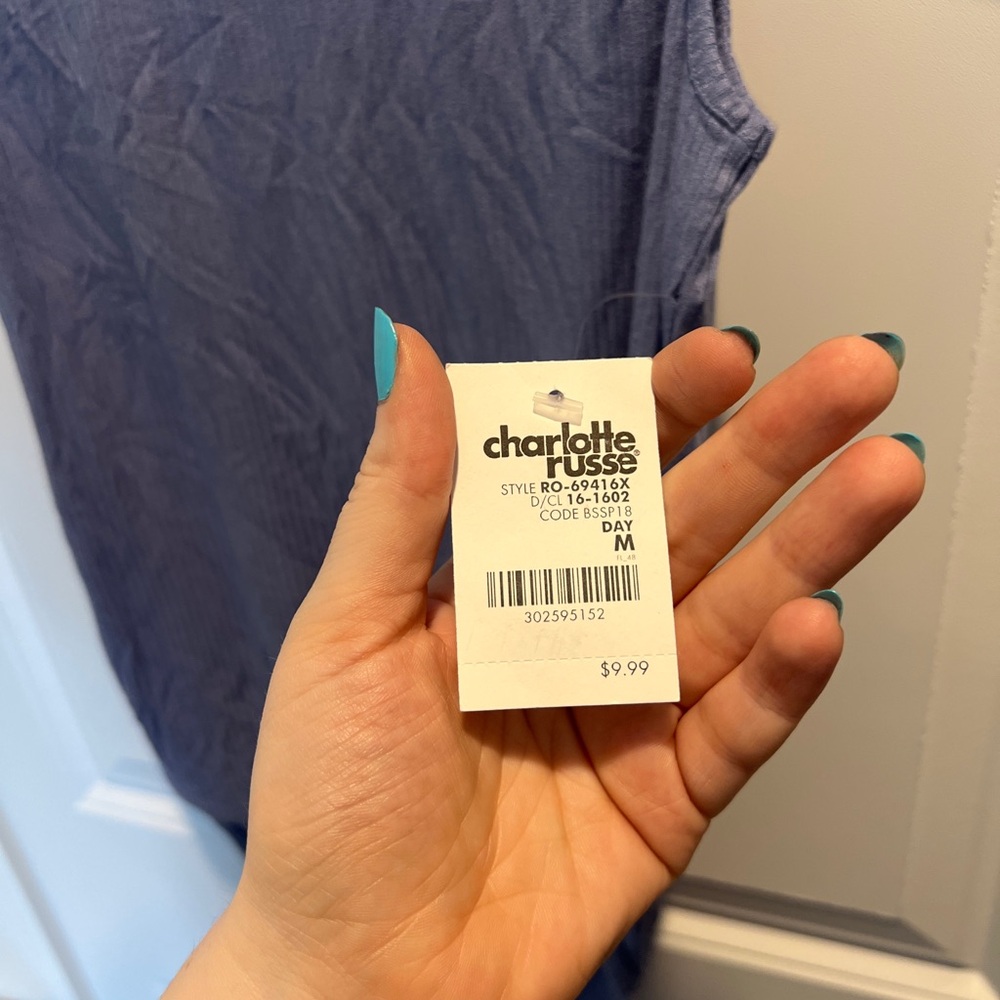 charlotte
russe®
STYLE RO-69416X
D/CL 16-1602
CODE BSSP18
DAY
M
302595152
$9.99